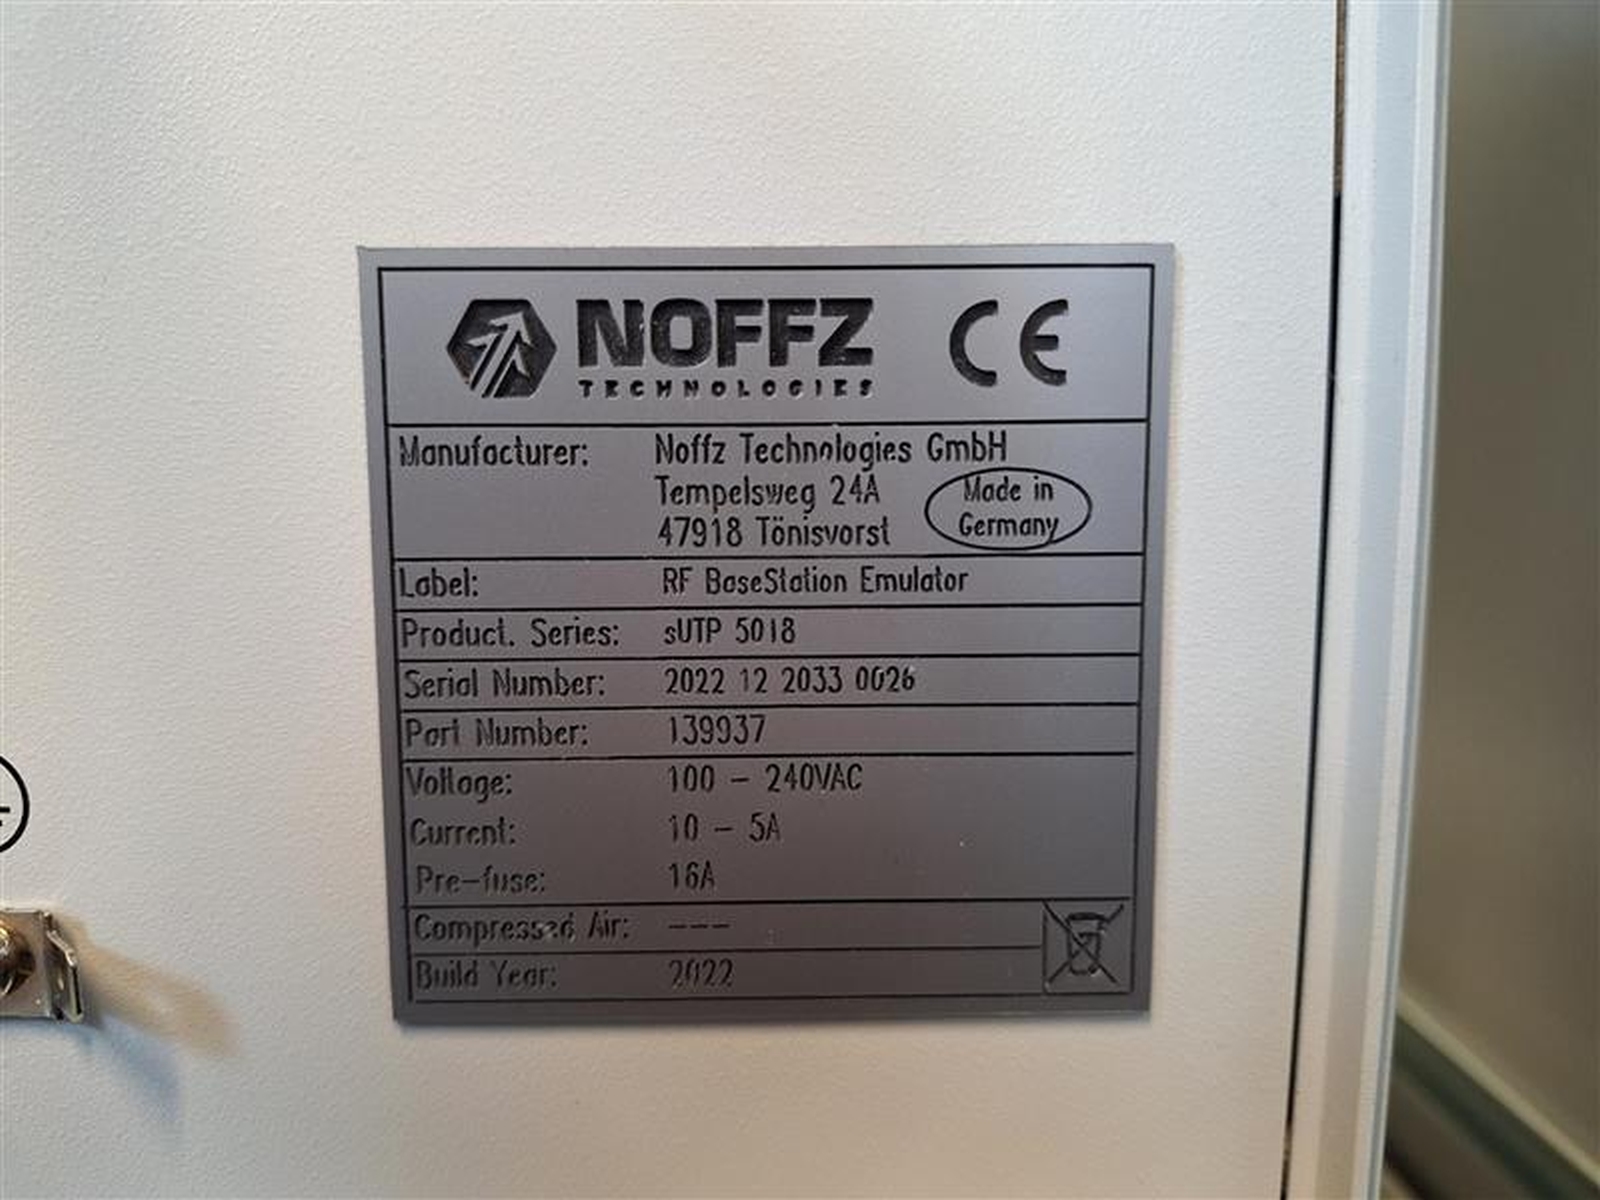 NOFFZ
TECHNOLOGIES
CE
Manufacturer: Noffz Technologies GmbH
Tempelsweg 24A
47918 Tönisvorst
Made in
Germany
Label: RF BaseStation Emulator
Product. Series: sUTP 5018
Serial Number: 2022 12 2033 0026
Part Number: 139937
Voltage: 100 – 240VAC
Current: 10 – 5A
Pre-fuse: 16A
Compressed Air: ---
Build Year: 2022